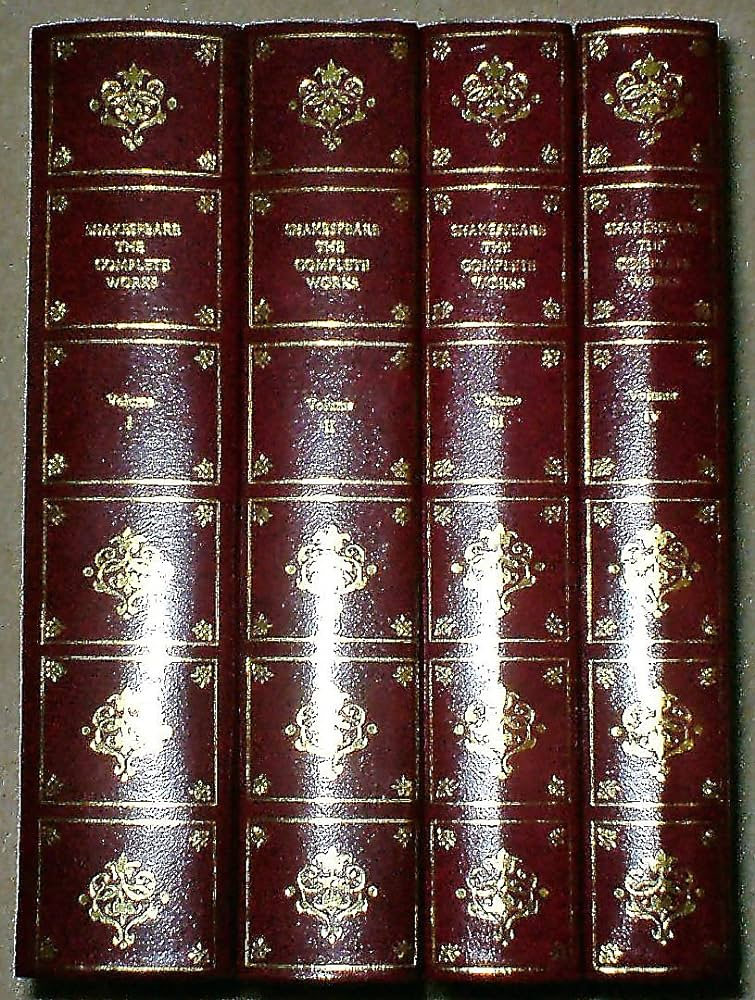 SHAKESPEARE
THE
COMPLETE
WORKS
Volume
I
SHAKESPEARE
THE
COMPLETE
WORKS
Volume
II
SHAKESPEARE
THE
COMPLETE
WORKS
Volume
III
SHAKESPEARE
THE
COMPLETE
WORKS
Volume
IV